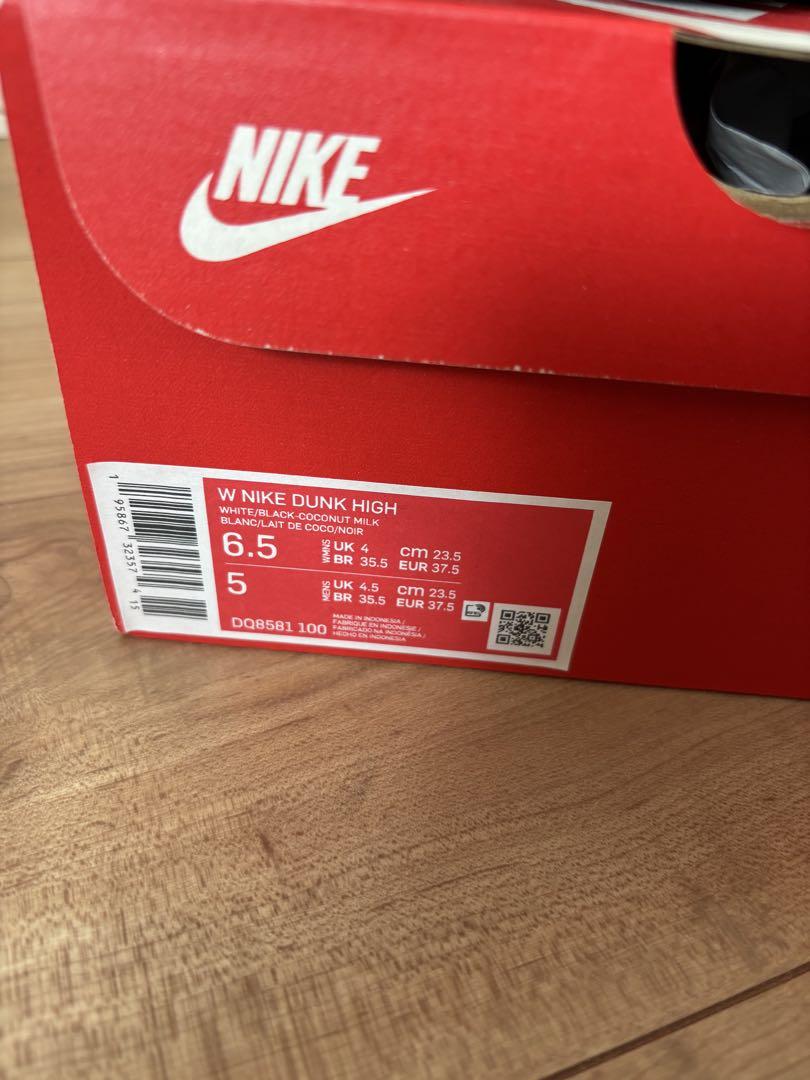 NIKE
W NIKE DUNK HIGH
WHITE/BLACK-COCONUT MILK
BLANC/LAIT DE COCO/NOIR
6.5 WMNS UK 4 cm 23.5
BR 35.5 EUR 37.5
5 MENS UK 4.5 cm 23.5
BR 35.5 EUR 37.5
DQ8581 100
MADE IN INDONESIA /
FABRIQUE EN INDONESIE /
FABRICADO NA INDONÉSIA /
HECHO EN INDONESIA
1 95867 32357 4 15